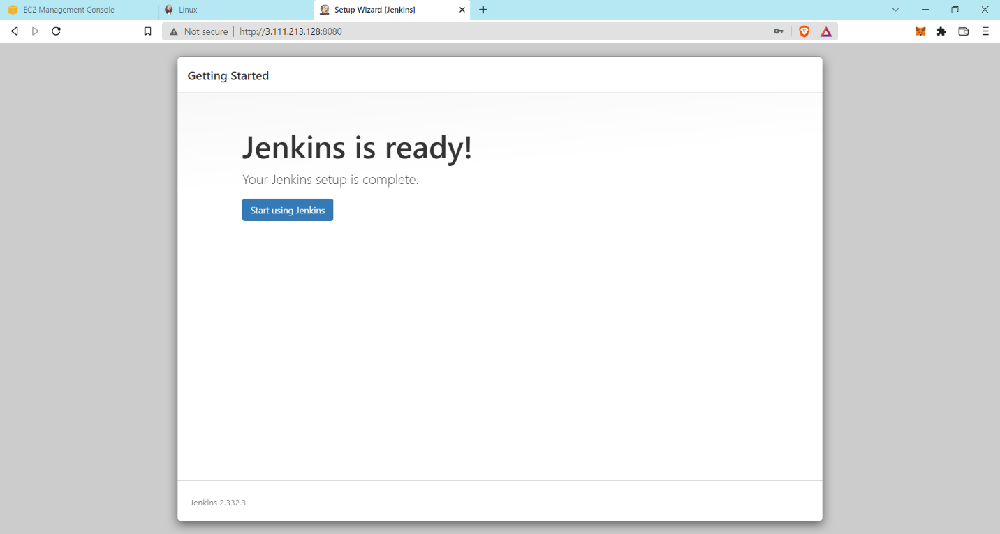 EC2 Management Console
Linux
Setup Wizard [Jenkins]
Not secure | http://3.111.213.128:8080
Getting Started
Jenkins is ready!
Your Jenkins setup is complete.
Start using Jenkins
Jenkins 2.332.3